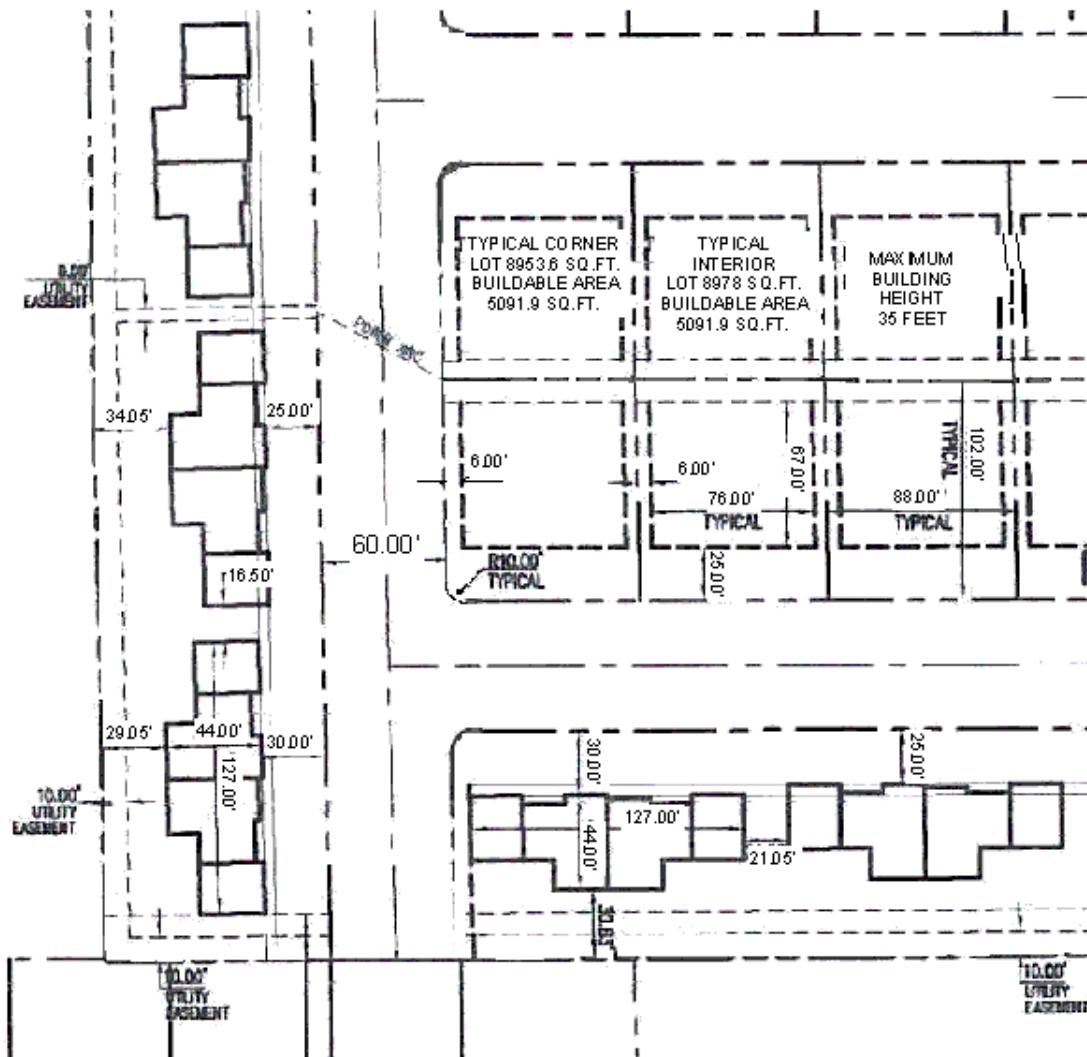 TYPICAL CORNER
LOT 8953.6 SQ.FT.
BUILDABLE AREA
5091.9 SQ.FT.
TYPICAL
INTERIOR
LOT 8978 SQ.FT.
BUILDABLE AREA
5091.9 SQ.FT.
MAXIMUM
BUILDING
HEIGHT
35 FEET
UTILITY
EASEMENT
34.05'
25.00'
6.00'
6.00'
67.00'
102.00'
TYPICAL
76.00'
TYPICAL
88.00'
TYPICAL
60.00'
R10.00'
TYPICAL
25.00'
16.50'
29.05'
44.00'
30.00'
127.00'
30.00'
25.00'
10.00'
UTILITY
EASEMENT
127.00'
44.00'
21.05'
10.00'
UTILITY
EASEMENT
10.00'
UTILITY
EASEMENT